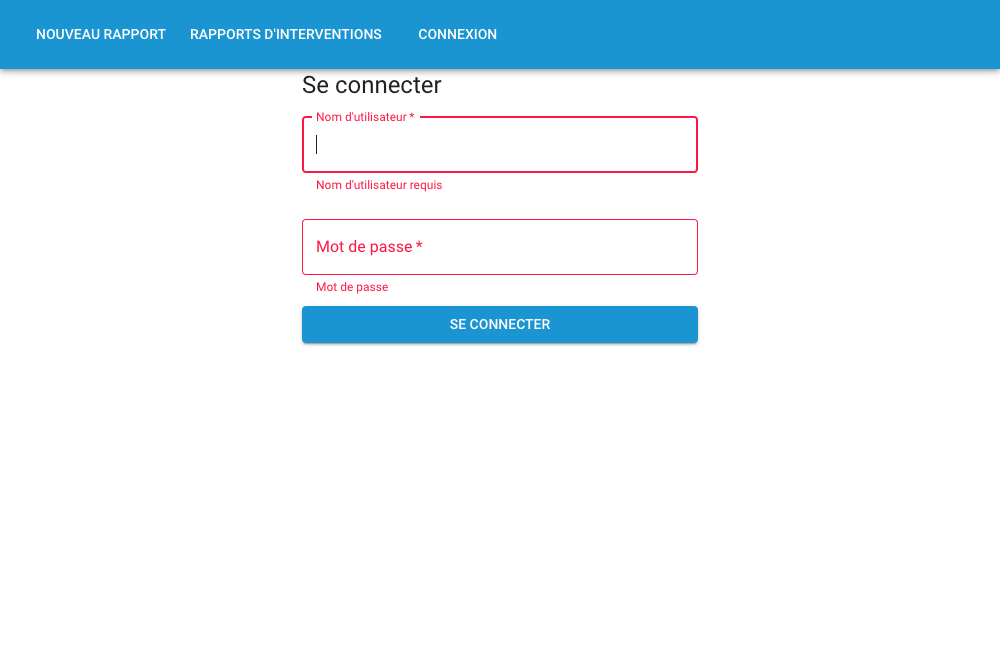 NOUVEAU RAPPORT RAPPORTS D'INTERVENTIONS CONNEXION
Se connecter
Nom d'utilisateur *
Nom d'utilisateur requis
Mot de passe *
Mot de passe
SE CONNECTER